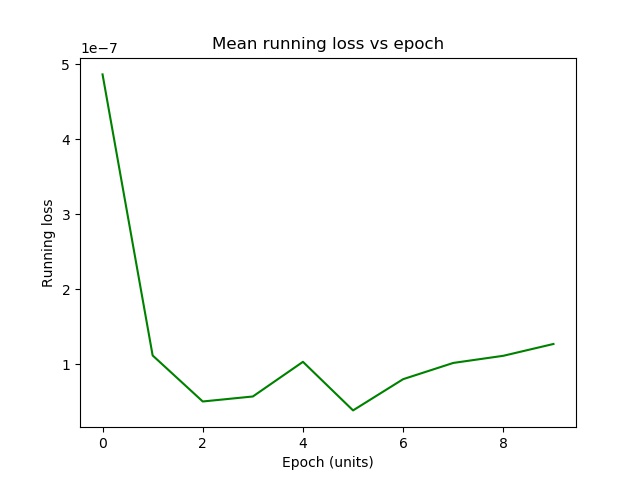 Mean running loss vs epoch
1e−7
5
4
3
2
1
Running loss
0 2 4 6 8
Epoch (units)